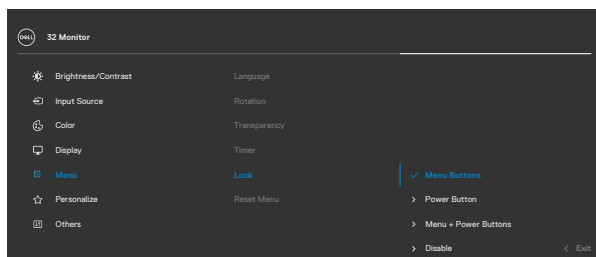 DELL 32 Monitor
Brightness/Contrast Language
Input Source Rotation
Color Transparency
Display Timer
Menu Lock Menu Buttons
Personalize Reset Menu Power Button
Others Menu + Power Buttons
Disable Exit